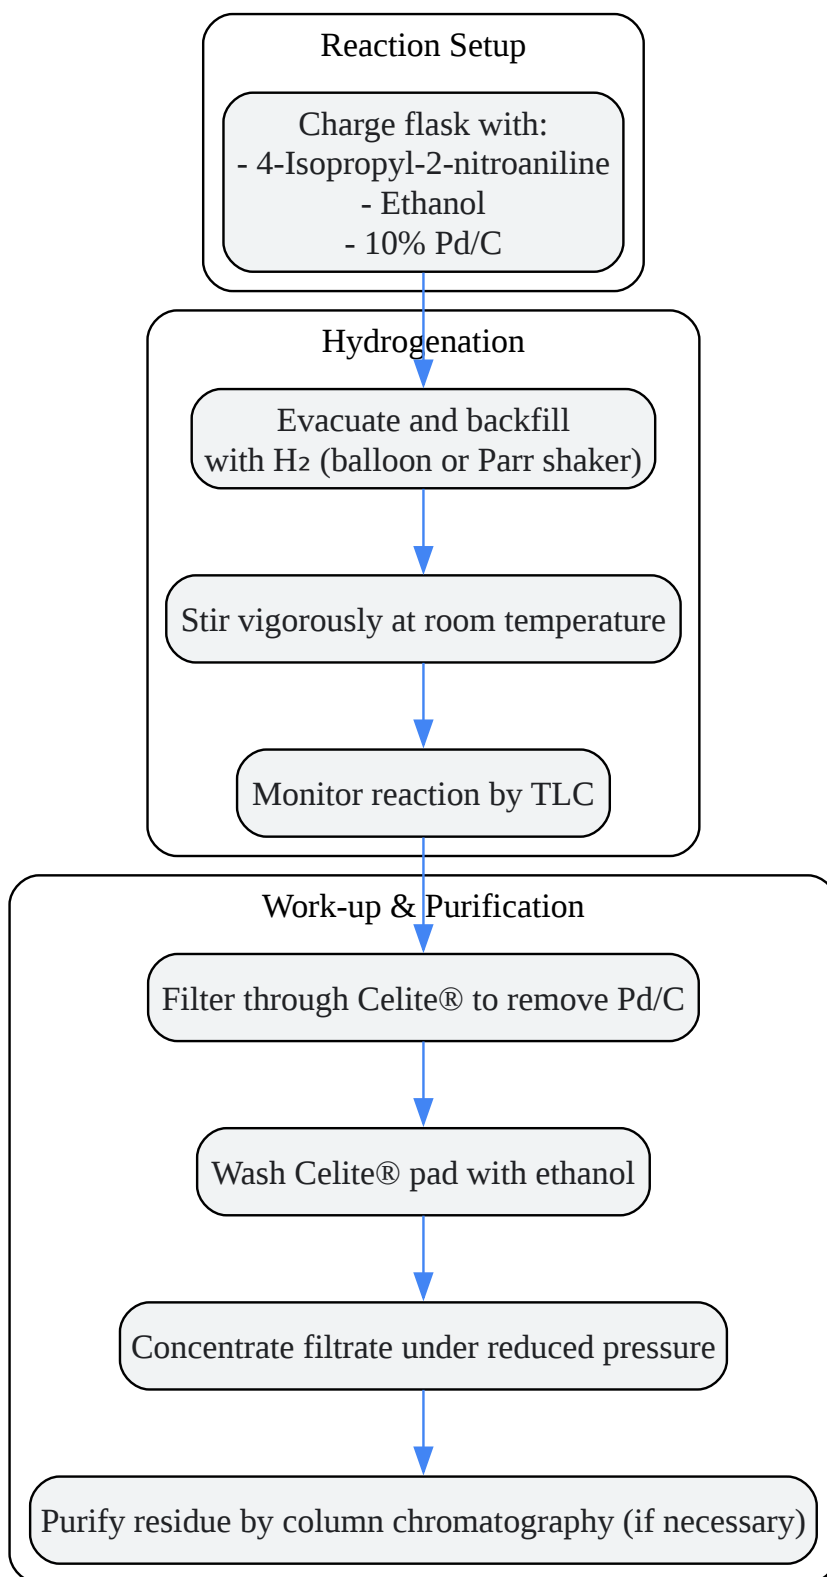 Reaction Setup
Charge flask with:
- 4-Isopropyl-2-nitroaniline
- Ethanol
- 10% Pd/C
Hydrogenation
Evacuate and backfill
with H₂ (balloon or Parr shaker)
Stir vigorously at room temperature
Monitor reaction by TLC
Work-up & Purification
Filter through Celite® to remove Pd/C
Wash Celite® pad with ethanol
Concentrate filtrate under reduced pressure
Purify residue by column chromatography (if necessary)